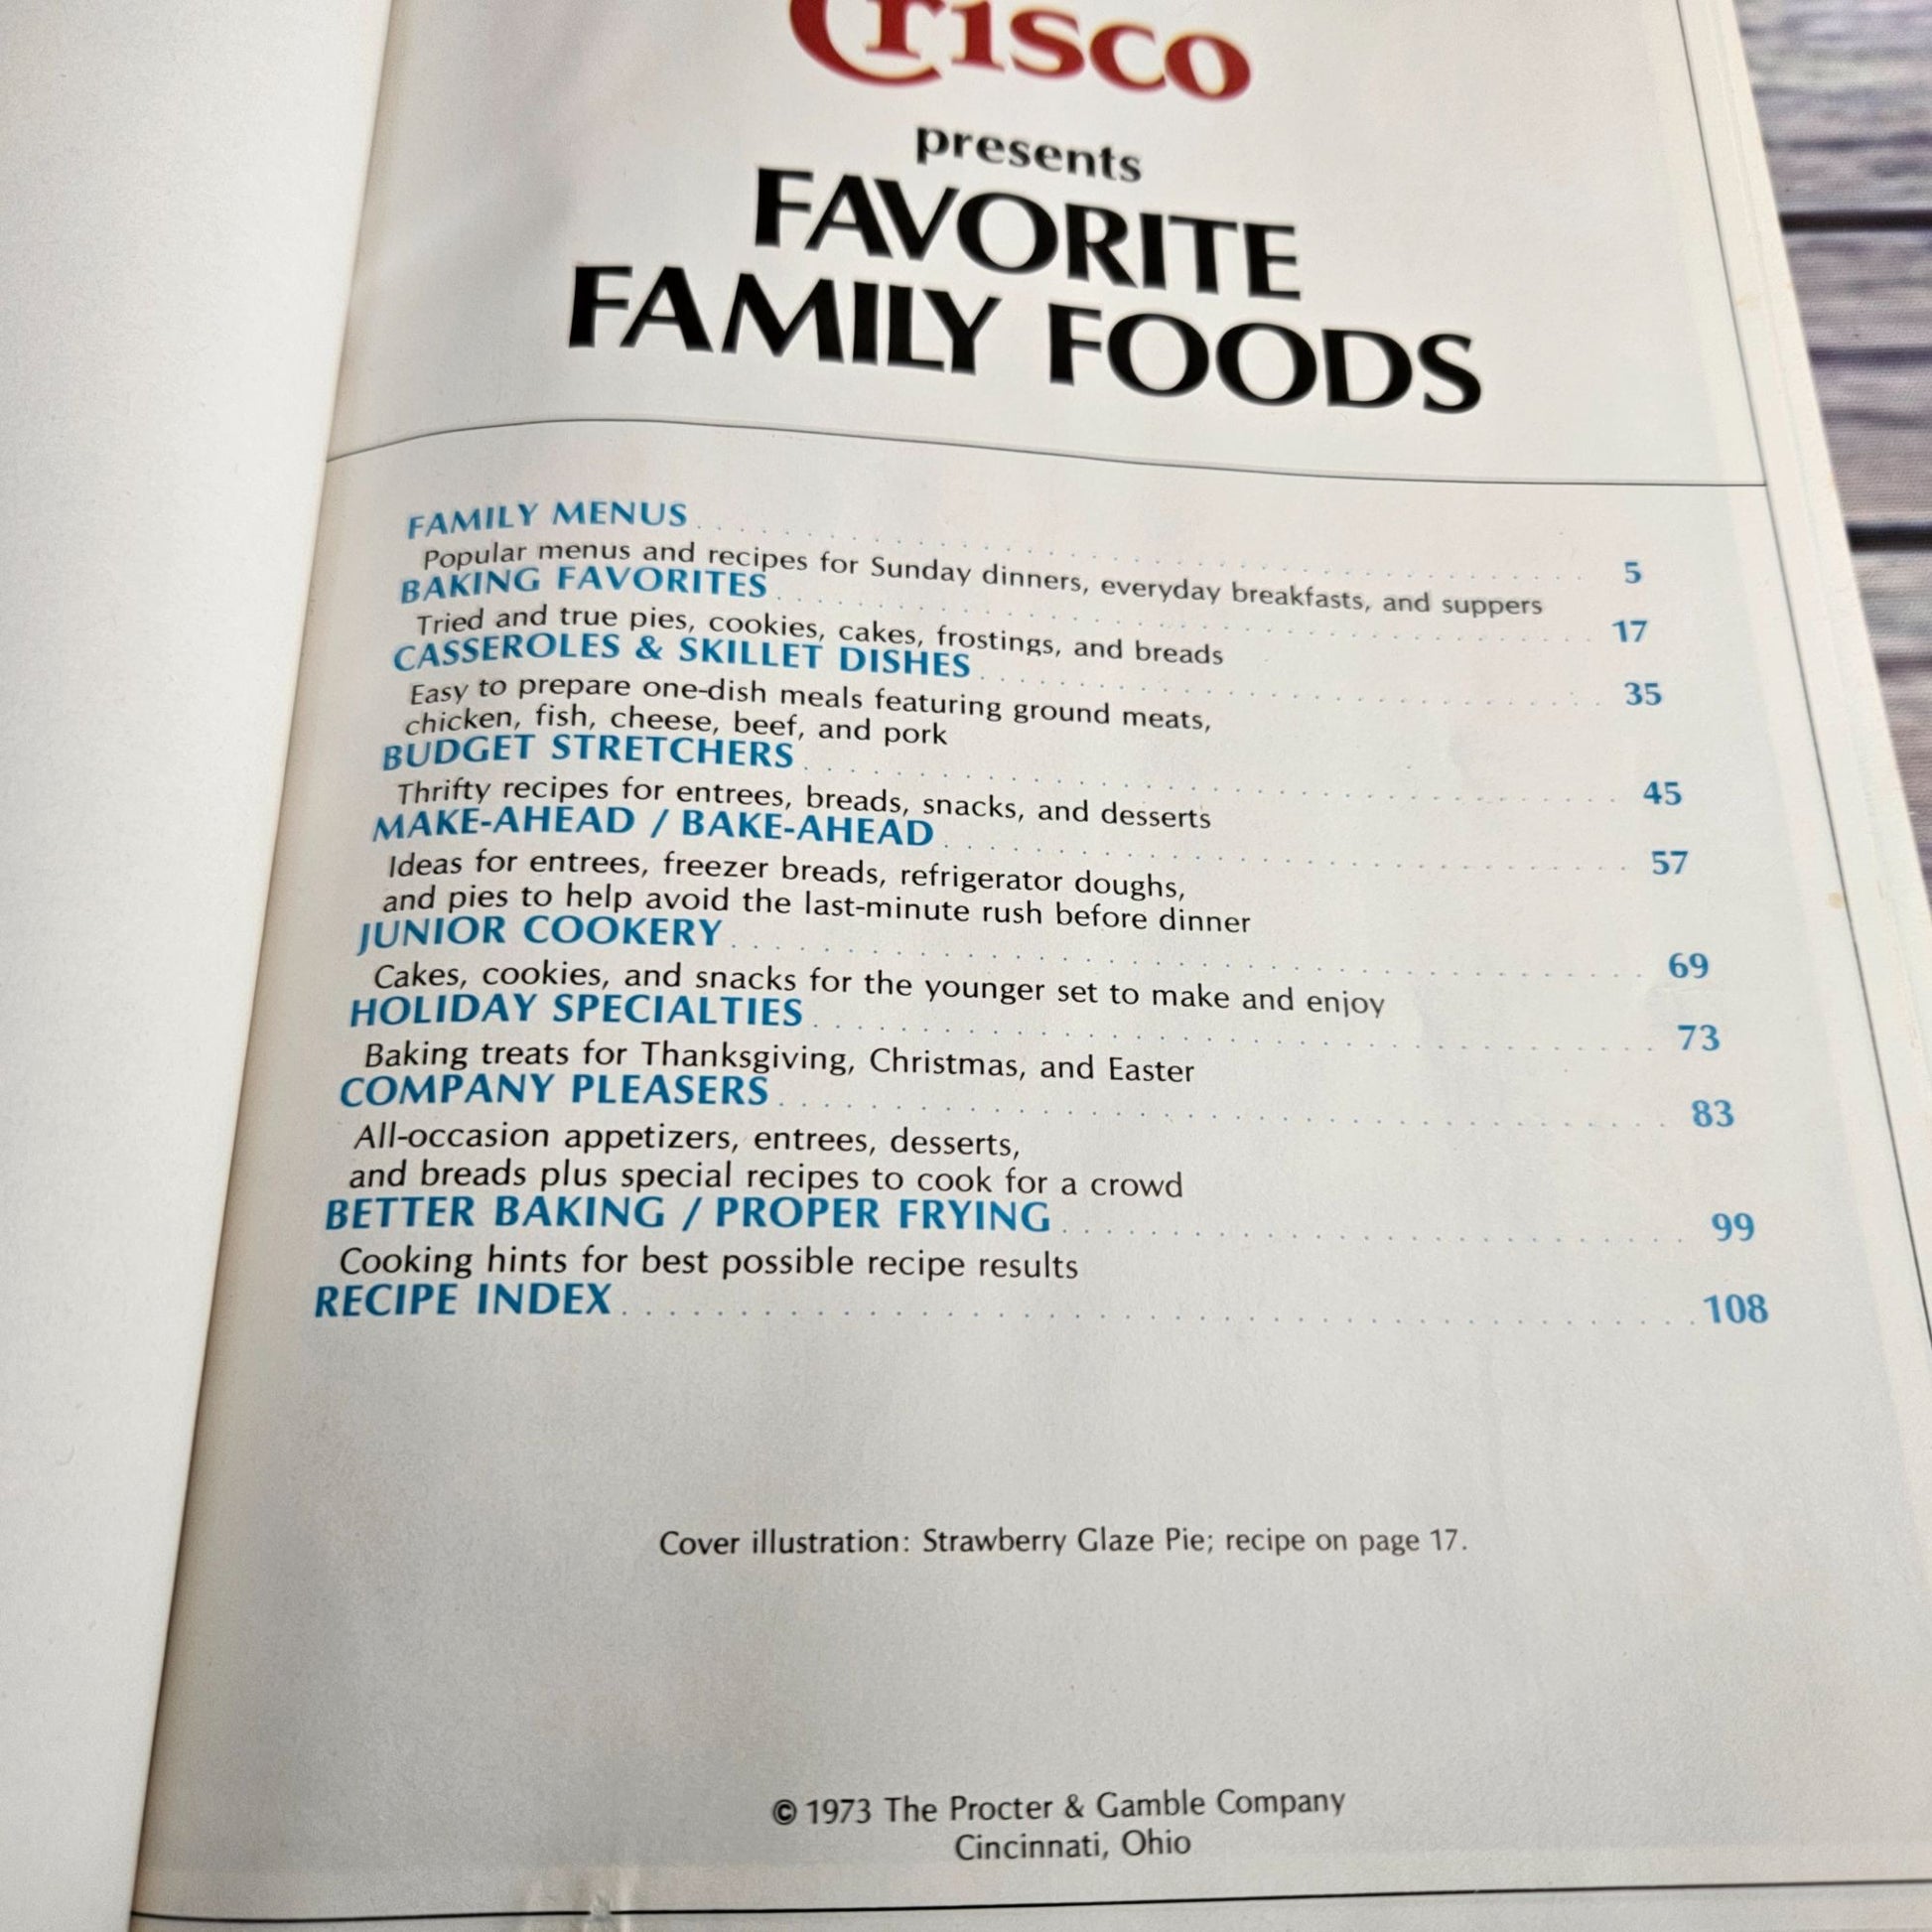 Crisco
presents
FAVORITE
FAMILY FOODS
FAMILY MENUS . . . . . . . . . . 5
Popular menus and recipes for Sunday dinners, everyday breakfasts, and suppers
BAKING FAVORITES . . . . . . . . . . 17
Tried and true pies, cookies, cakes, frostings, and breads
CASSEROLES & SKILLET DISHES . . . . . . . . . . 35
Easy to prepare one-dish meals featuring ground meats,
chicken, fish, cheese, beef, and pork
BUDGET STRETCHERS . . . . . . . . . . 45
Thrifty recipes for entrees, breads, snacks, and desserts
MAKE-AHEAD / BAKE-AHEAD . . . . . . . . . . 57
Ideas for entrees, freezer breads, refrigerator doughs,
and pies to help avoid the last-minute rush before dinner
JUNIOR COOKERY . . . . . . . . . . 69
Cakes, cookies, and snacks for the younger set to make and enjoy
HOLIDAY SPECIALTIES . . . . . . . . . . 73
Baking treats for Thanksgiving, Christmas, and Easter
COMPANY PLEASERS . . . . . . . . . . 83
All-occasion appetizers, entrees, desserts,
and breads plus special recipes to cook for a crowd
BETTER BAKING / PROPER FRYING . . . . . . . . . . 99
Cooking hints for best possible recipe results
RECIPE INDEX . . . . . . . . . . 108
Cover illustration: Strawberry Glaze Pie; recipe on page 17.
© 1973 The Procter & Gamble Company
Cincinnati, Ohio